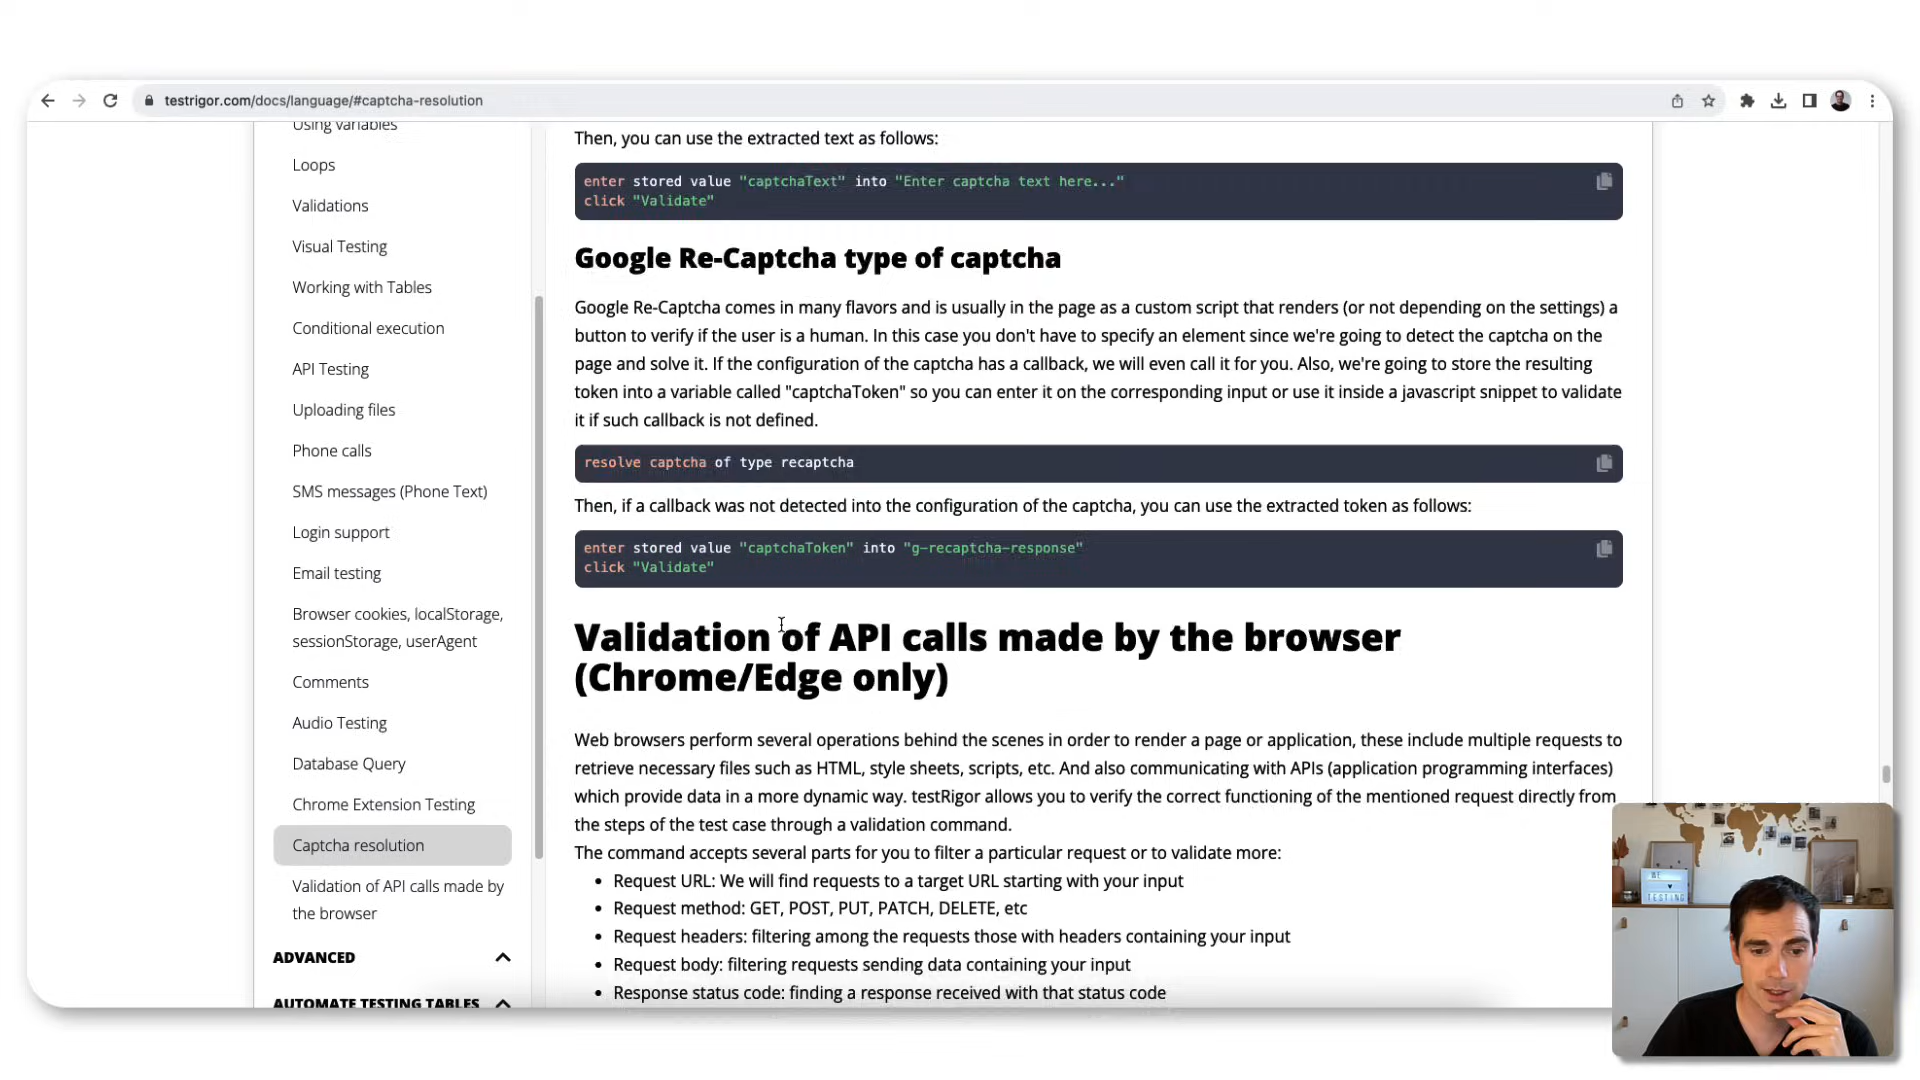 testrigor.com/docs/language/#captcha-resolution
Using variables
Loops
Validations
Visual Testing
Working with Tables
Conditional execution
API Testing
Uploading files
Phone calls
SMS messages (Phone Text)
Login support
Email testing
Browser cookies, localStorage,
sessionStorage, userAgent
Comments
Audio Testing
Database Query
Chrome Extension Testing
Captcha resolution
Validation of API calls made by
the browser
ADVANCED
AUTOMATE TESTING TABLES
Then, you can use the extracted text as follows:
enter stored value "captchaText" into "Enter captcha text here..."
click "Validate"
Google Re-Captcha type of captcha
Google Re-Captcha comes in many flavors and is usually in the page as a custom script that renders (or not depending on the settings) a
button to verify if the user is a human. In this case you don't have to specify an element since we're going to detect the captcha on the
page and solve it. If the configuration of the captcha has a callback, we will even call it for you. Also, we're going to store the resulting
token into a variable called "captchaToken" so you can enter it on the corresponding input or use it inside a javascript snippet to validate
it if such callback is not defined.
resolve captcha of type recaptcha
Then, if a callback was not detected into the configuration of the captcha, you can use the extracted token as follows:
enter stored value "captchaToken" into "g-recaptcha-response"
click "Validate"
Validation of API calls made by the browser
(Chrome/Edge only)
Web browsers perform several operations behind the scenes in order to render a page or application, these include multiple requests to
retrieve necessary files such as HTML, style sheets, scripts, etc. And also communicating with APIs (application programming interfaces)
which provide data in a more dynamic way. testRigor allows you to verify the correct functioning of the mentioned request directly from
the steps of the test case through a validation command.
The command accepts several parts for you to filter a particular request or to validate more:
• Request URL: We will find requests to a target URL starting with your input
• Request method: GET, POST, PUT, PATCH, DELETE, etc
• Request headers: filtering among the requests those with headers containing your input
• Request body: filtering requests sending data containing your input
• Response status code: finding a response received with that status code
WE
♥
TESTING